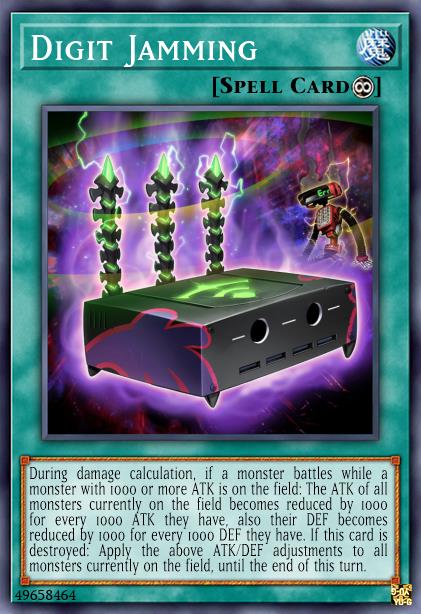 Digit Jamming
[Spell Card]
Err
During damage calculation, if a monster battles while a
monster with 1000 or more ATK is on the field: The ATK of all
monsters currently on the field becomes reduced by 1000
for every 1000 ATK they have, also their DEF becomes
reduced by 1000 for every 1000 DEF they have. If this card is
destroyed: Apply the above ATK/DEF adjustments to all
monsters currently on the field, until the end of this turn.
49658464